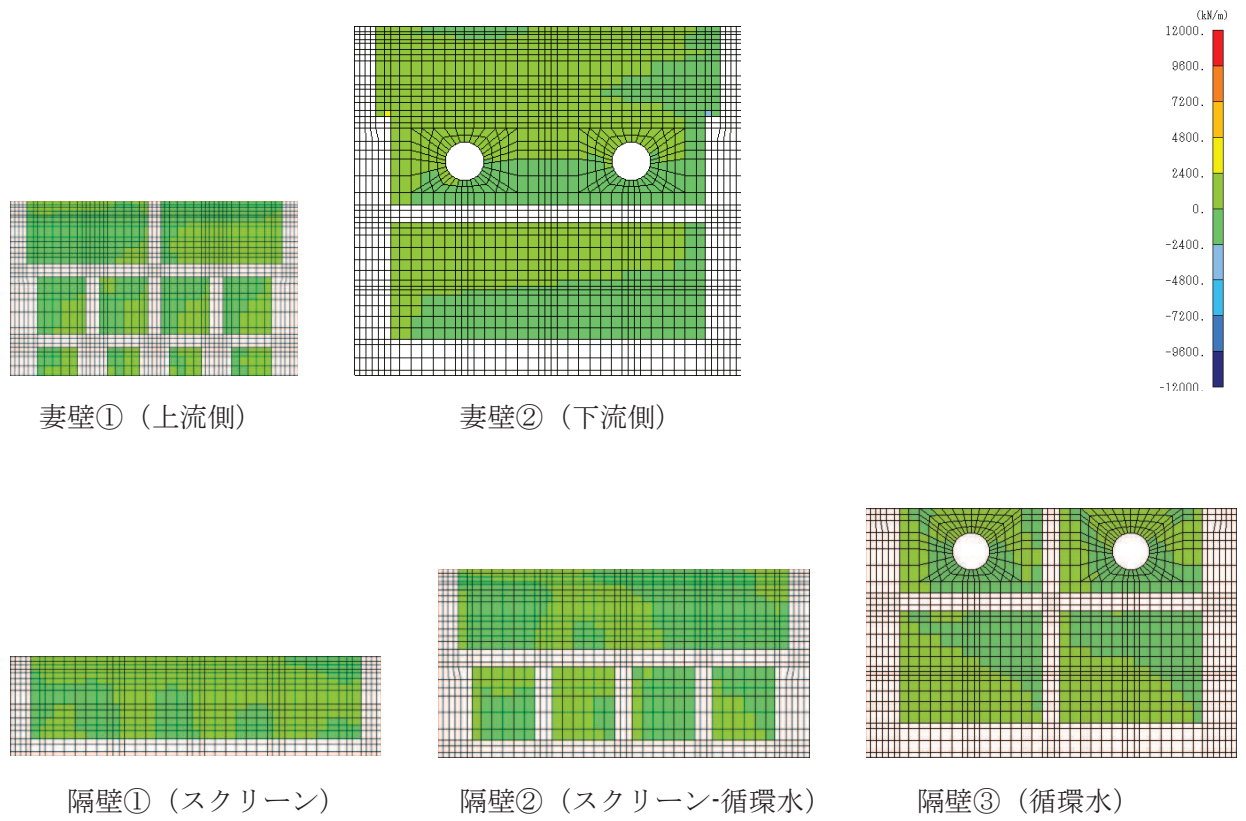 (kN/m)
12000.
9600.
7200.
4800.
2400.
0.
-2400.
-4800.
-7200.
-9600.
-12000.
妻壁①（上流側）
妻壁②（下流側）
隔壁①（スクリーン）
隔壁②（スクリーン-循環水）
隔壁③（循環水）